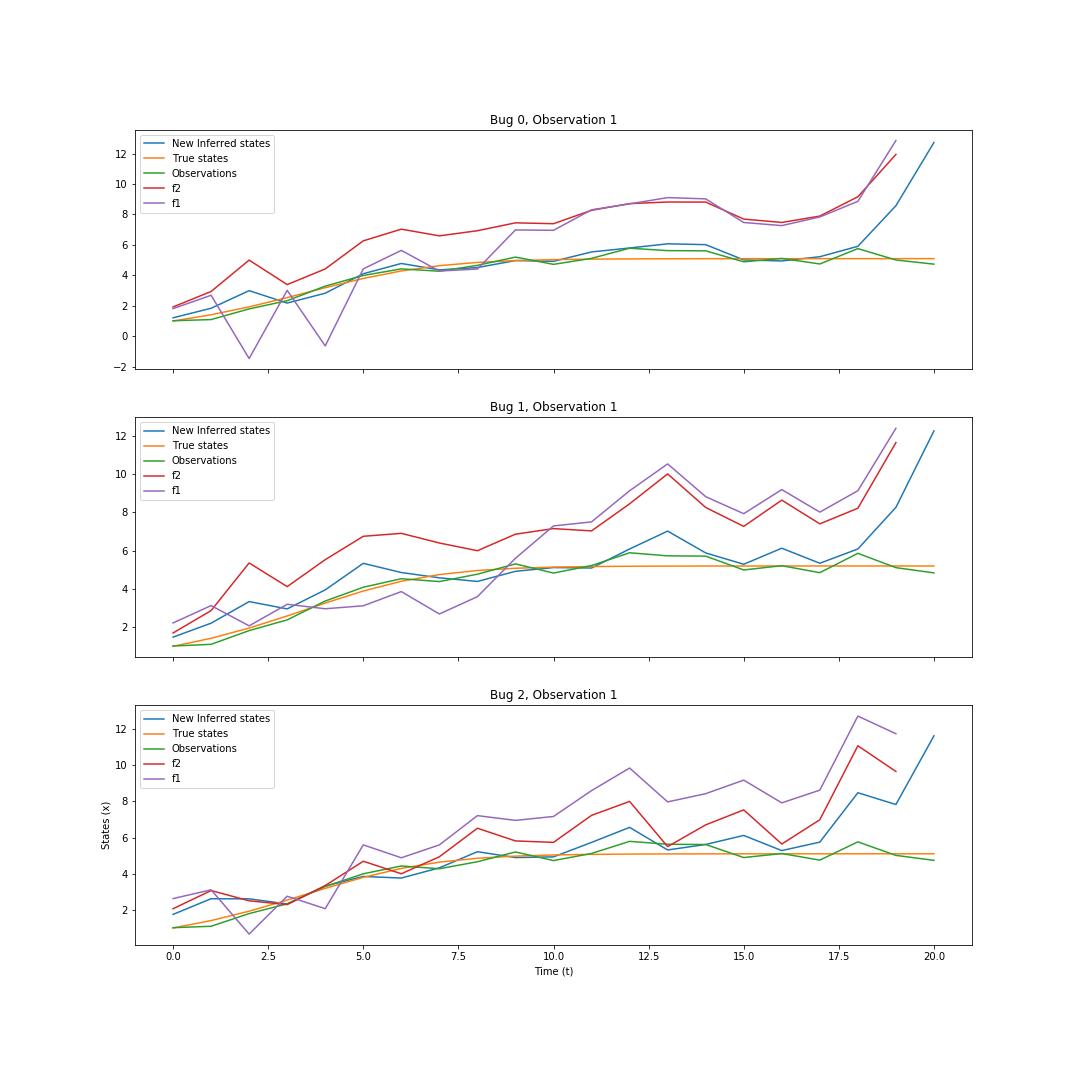 Bug 0, Observation 1
New Inferred states
True states
Observations
f2
f1
12
10
8
6
4
2
0
−2
Bug 1, Observation 1
New Inferred states
True states
Observations
f2
f1
12
10
8
6
4
2
Bug 2, Observation 1
New Inferred states
True states
Observations
f2
f1
12
10
8
6
4
2
States (x)
0.0 2.5 5.0 7.5 10.0 12.5 15.0 17.5 20.0
Time (t)